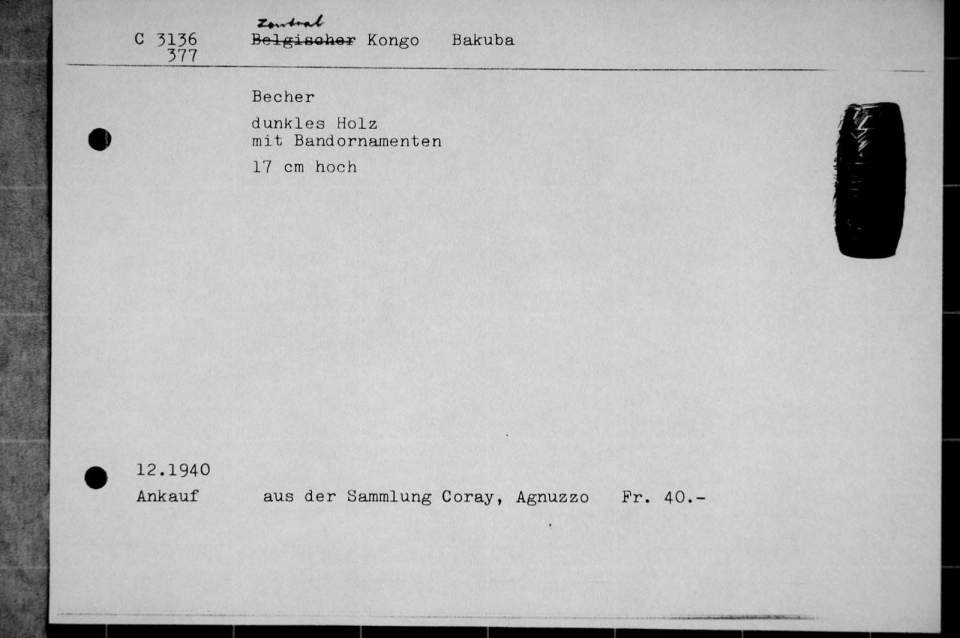 Zentral
C 3136 Belgischer Kongo Bakuba
377
Becher
dunkles Holz
mit Bandornamenten
17 cm hoch
12.1940
Ankauf aus der Sammlung Coray, Agnuzzo Fr. 40.-